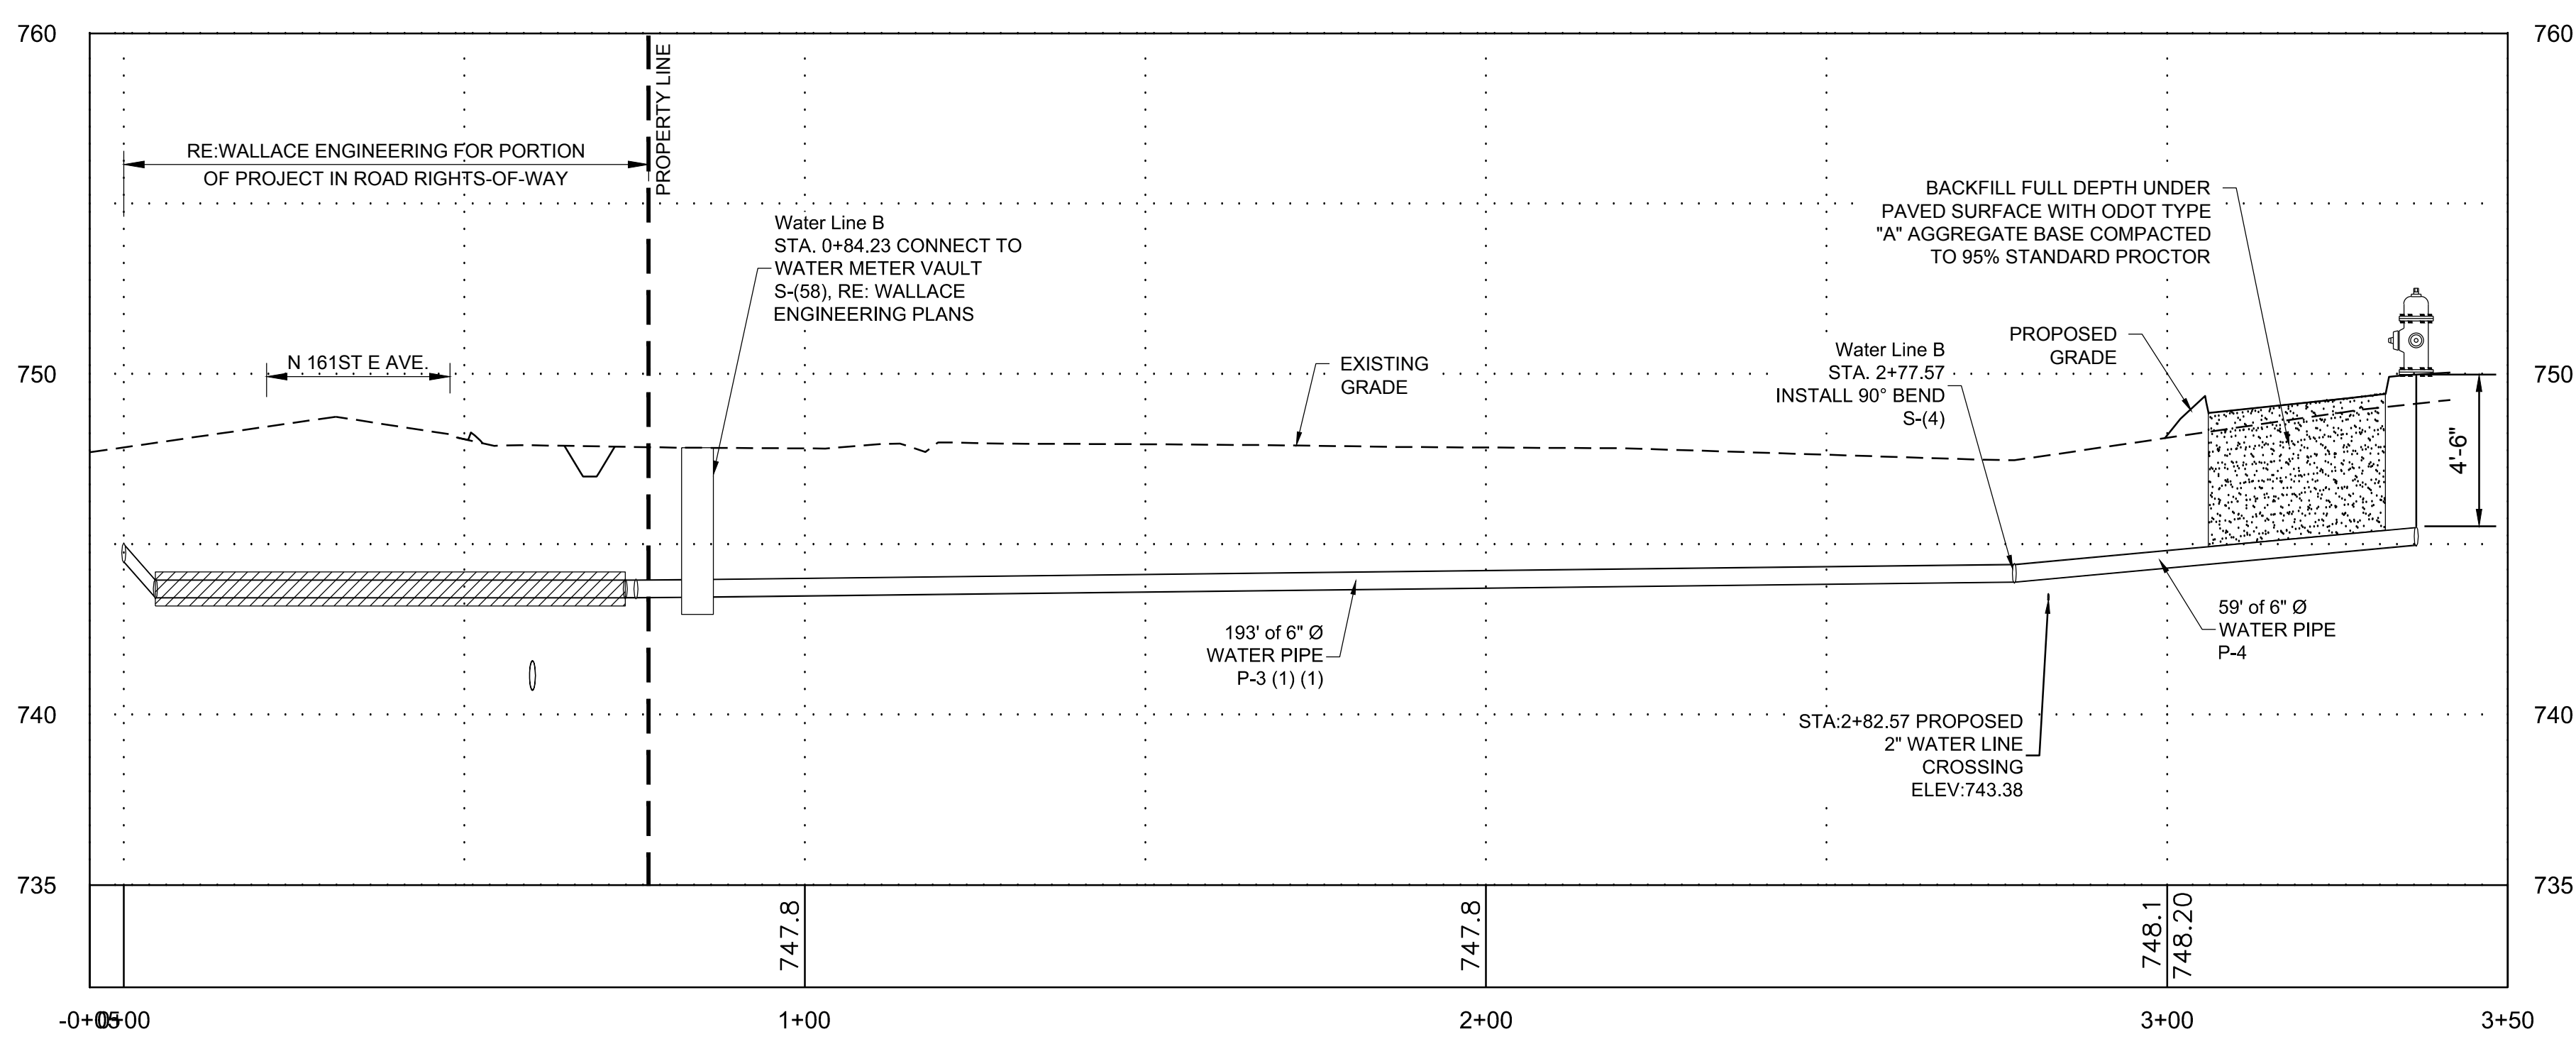 760
760
PROPERTY LINE
RE:WALLACE ENGINEERING FOR PORTION
OF PROJECT IN ROAD RIGHTS-OF-WAY
BACKFILL FULL DEPTH UNDER
PAVED SURFACE WITH ODOT TYPE
"A" AGGREGATE BASE COMPACTED
TO 95% STANDARD PROCTOR
Water Line B
STA. 0+84.23 CONNECT TO
WATER METER VAULT
S-(58), RE: WALLACE
ENGINEERING PLANS
N 161ST E AVE.
750
750
EXISTING
GRADE
Water Line B
STA. 2+77.57
INSTALL 90° BEND
S-(4)
PROPOSED
GRADE
4'-6"
193' of 6" Ø
WATER PIPE
P-3 (1) (1)
59' of 6" Ø
WATER PIPE
P-4
740
740
STA:2+82.57 PROPOSED
2" WATER LINE
CROSSING
ELEV:743.38
735
735
747.8
747.8
748.1
748.20
-0+05
0+00
1+00
2+00
3+00
3+50